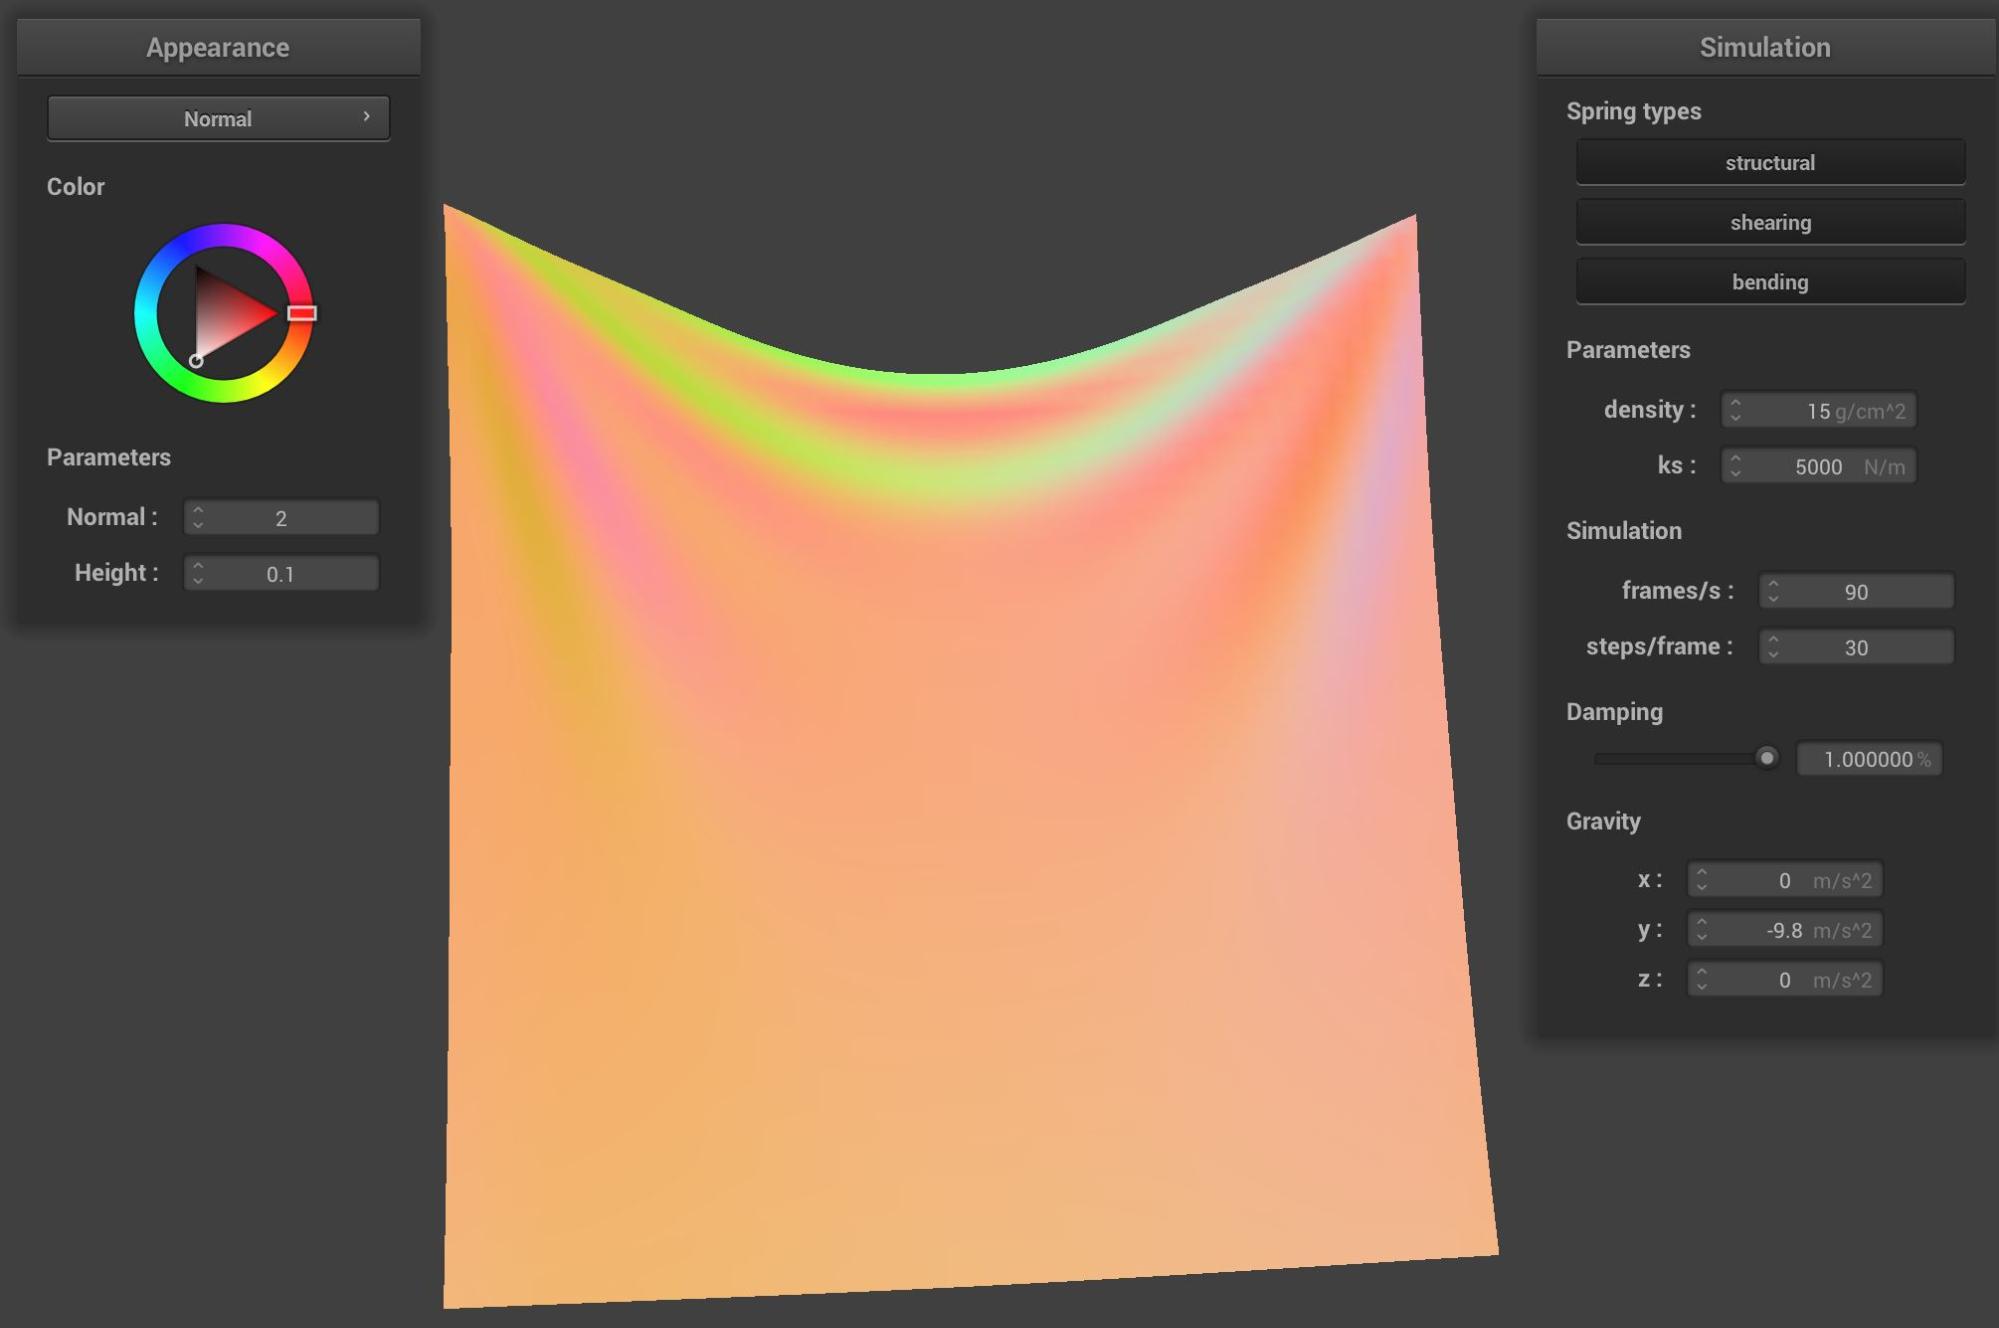 Appearance
Normal ›
Color
Parameters
Normal : 2
Height : 0.1
Simulation
Spring types
structural
shearing
bending
Parameters
density : 15 g/cm^2
ks : 5000 N/m
Simulation
frames/s : 90
steps/frame : 30
Damping
1.000000 %
Gravity
x : 0 m/s^2
y : -9.8 m/s^2
z : 0 m/s^2